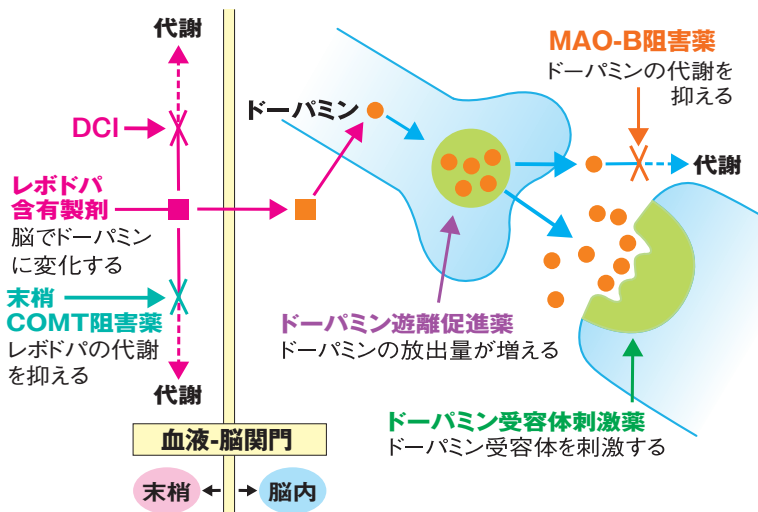 代謝
DCI
レボドパ
含有製剤
脳でドーパミン
に変化する
末梢
COMT阻害薬
レボドパの代謝
を抑える
代謝
血液-脳関門
末梢
脳内
ドーパミン
MAO-B阻害薬
ドーパミンの代謝を
抑える
代謝
ドーパミン遊離促進薬
ドーパミンの放出量が増える
ドーパミン受容体刺激薬
ドーパミン受容体を刺激する